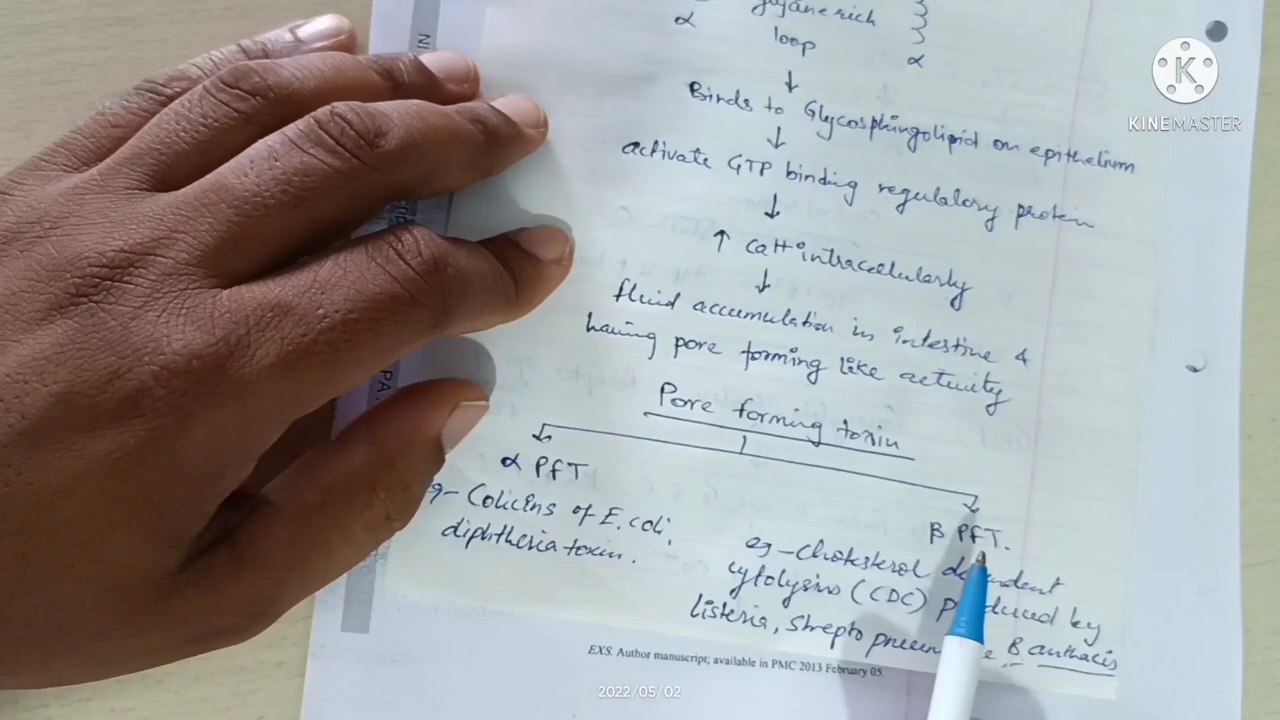 glycine rich
α loop α
↓
Binds to Glycosphingolipid on epithelium
↓
activate GTP binding regulatory protein
↓
↑ Ca++ intracellularly
↓
fluid accumulation in intestine &
having pore forming like activity
Pore forming toxin
α PFT
eg - Colicins of E. coli,
diphtheria toxin.
β PFT.
eg - Cholesterol dependent
cytolysins (CDC) produced by
listeria, Strepto B anthacis
EXS. Author manuscript; available in PMC 2013 February 05.
2022/05/02
KINEMASTER
NI
PA